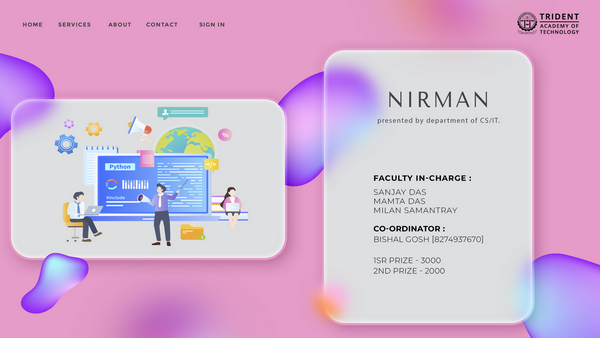 HOME SERVICES ABOUT CONTACT SIGN IN
TRIDENT
ACADEMY OF
TECHNOLOGY
Python
#include
NIRMAN
presented by department of CS/IT.
FACULTY IN-CHARGE :
SANJAY DAS
MAMTA DAS
MILAN SAMANTRAY
CO-ORDINATOR :
BISHAL GOSH [8274937670]
1SR PRIZE - 3000
2ND PRIZE - 2000